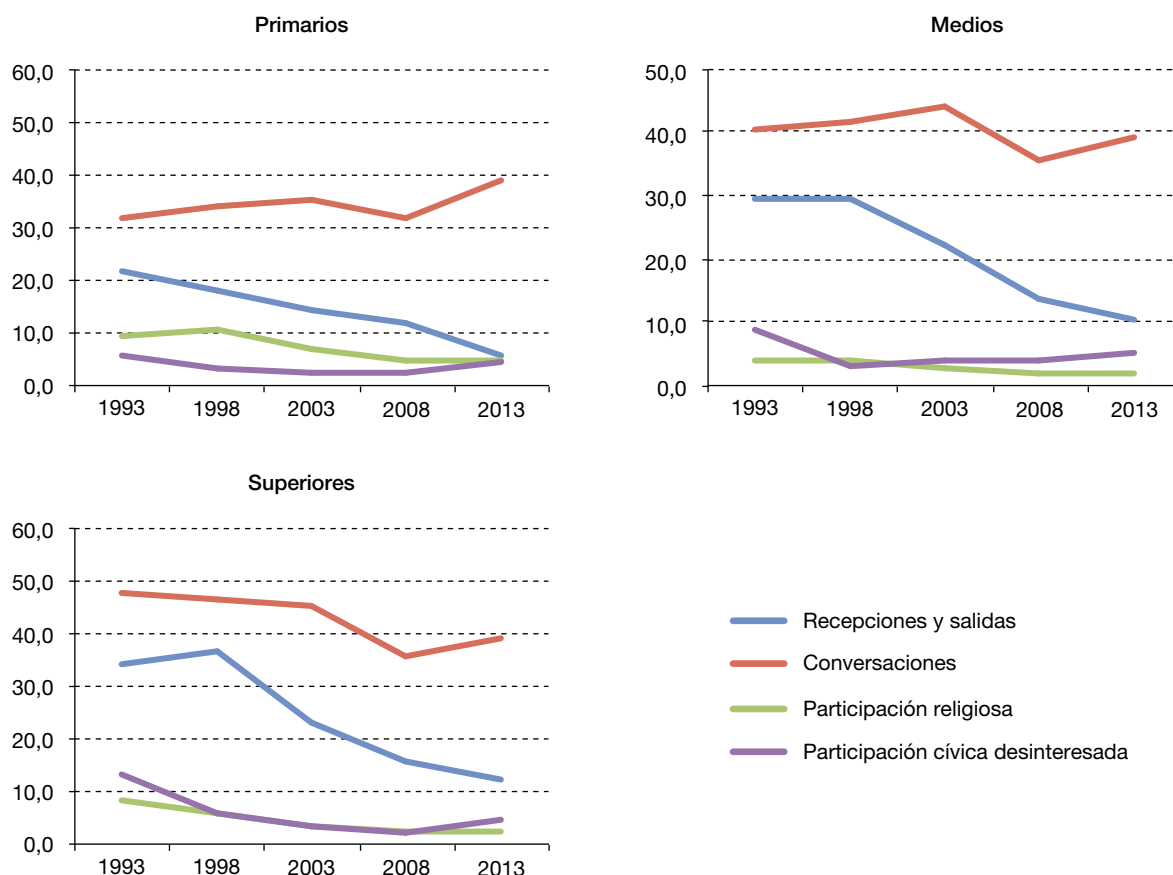 Primarios
60,0
50,0
40,0
30,0
20,0
10,0
0,0
1993 1998 2003 2008 2013
Medios
50,0
40,0
30,0
20,0
10,0
0,0
1993 1998 2003 2008 2013
Superiores
60,0
50,0
40,0
30,0
20,0
10,0
0,0
1993 1998 2003 2008 2013
Recepciones y salidas
Conversaciones
Participación religiosa
Participación cívica desinteresada